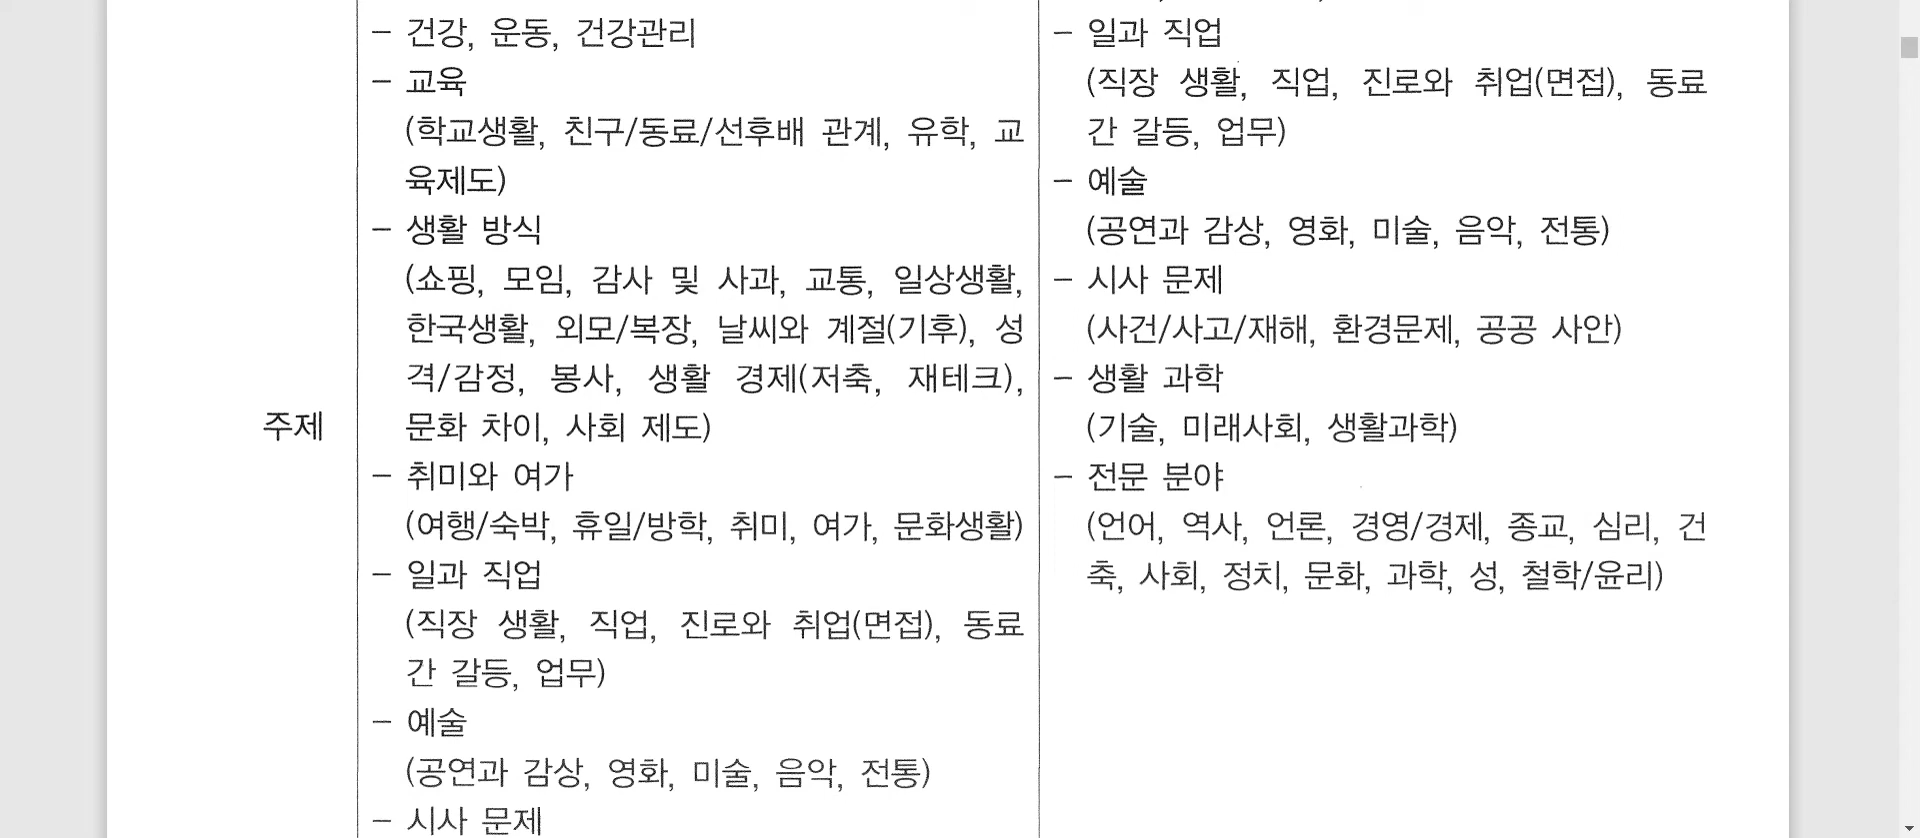 - 건강, 운동, 건강관리
- 교육
(학교생활, 친구/동료/선후배 관계, 유학, 교
육제도)
- 생활 방식
(쇼핑, 모임, 감사 및 사과, 교통, 일상생활,
한국생활, 외모/복장, 날씨와 계절(기후), 성
격/감정, 봉사, 생활 경제(저축, 재테크),
주제
문화 차이, 사회 제도)
- 취미와 여가
(여행/숙박, 휴일/방학, 취미, 여가, 문화생활)
- 일과 직업
(직장 생활, 직업, 진로와 취업(면접), 동료
간 갈등, 업무)
- 예술
(공연과 감상, 영화, 미술, 음악, 전통)
- 시사 문제
- 일과 직업
(직장 생활, 직업, 진로와 취업(면접), 동료
간 갈등, 업무)
- 예술
(공연과 감상, 영화, 미술, 음악, 전통)
- 시사 문제
(사건/사고/재해, 환경문제, 공공 사안)
- 생활 과학
(기술, 미래사회, 생활과학)
- 전문 분야
(언어, 역사, 언론, 경영/경제, 종교, 심리, 건
축, 사회, 정치, 문화, 과학, 성, 철학/윤리)